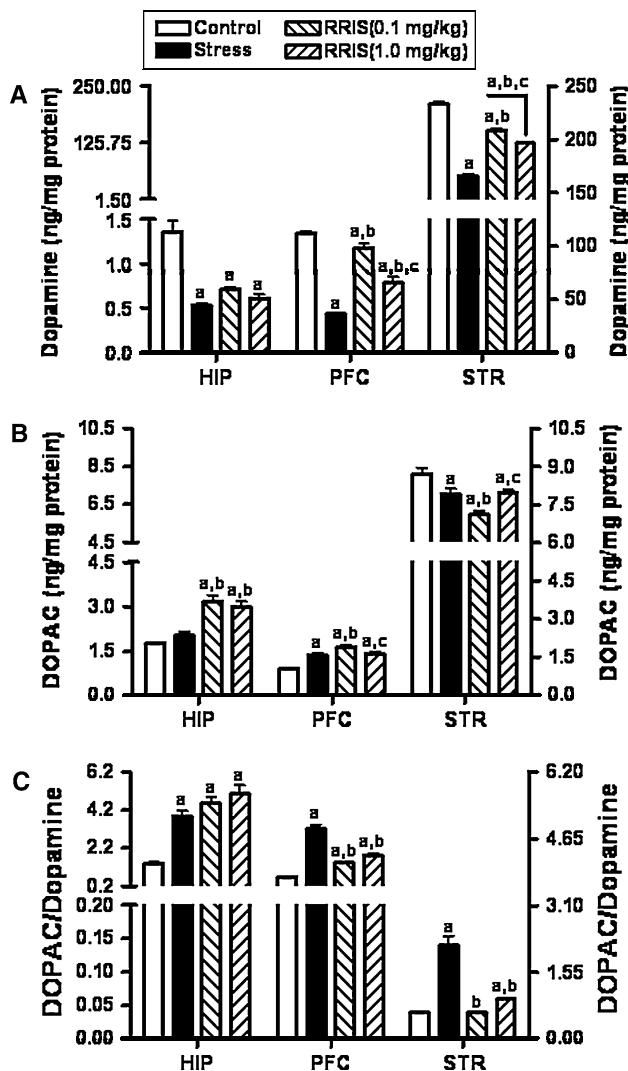 Control RRIS(0.1 mg/kg)
Stress RRIS(1.0 mg/kg)
A
Dopamine (ng/mg protein)
250.00
125.75
1.50
1.5
1.0
0.5
0.0
a a a
a a,b a,b,c
a a,b a,b,c
250
200
150
100
50
0
Dopamine (ng/mg protein)
HIP PFC STR
B
DOPAC (ng/mg protein)
10.5
8.5
6.5
4.5
4.5
3.0
1.5
0.0
a,b a,b
a a,b a,c
a a,b a,c
10.5
9.0
7.5
6.0
4.5
3.0
1.5
0.0
DOPAC (ng/mg protein)
HIP PFC STR
C
DOPAC/Dopamine
6.2
4.2
2.2
0.2
0.20
0.15
0.10
0.05
0.00
a a a
a a,b a,b
a b a,b
6.20
4.65
3.10
1.55
0.00
DOPAC/Dopamine
HIP PFC STR